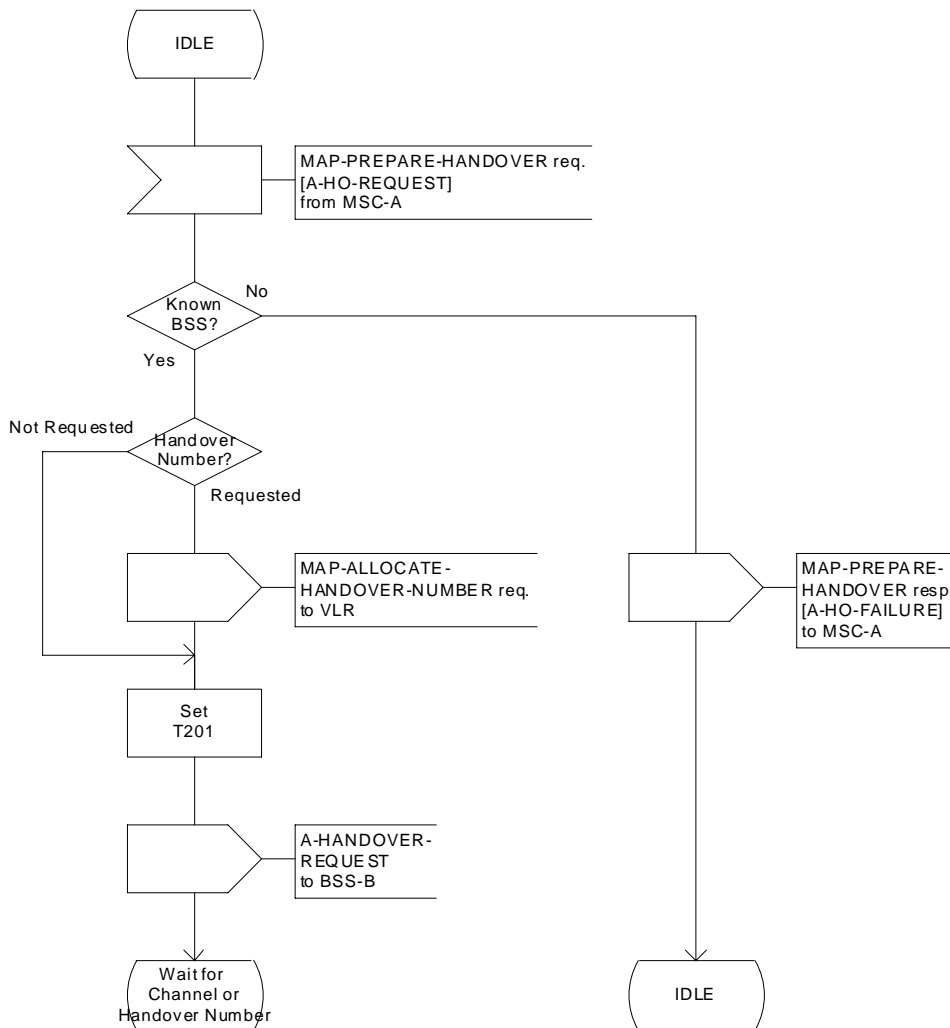 IDLE
MAP-PREPARE-HANDOVER req.
[A-HO-REQUEST]
from MSC-A
Known
BSS?
No
Yes
Handover
Number?
Not Requested
Requested
MAP-ALLOCATE-
HANDOVER-NUMBER req.
to VLR
MAP-PREPARE-
HANDOVER resp.
[A-HO-FAILURE]
to MSC-A
Set
T201
A-HANDOVER-
REQUEST
to BSS-B
Wait for
Channel or
Handover Number
IDLE